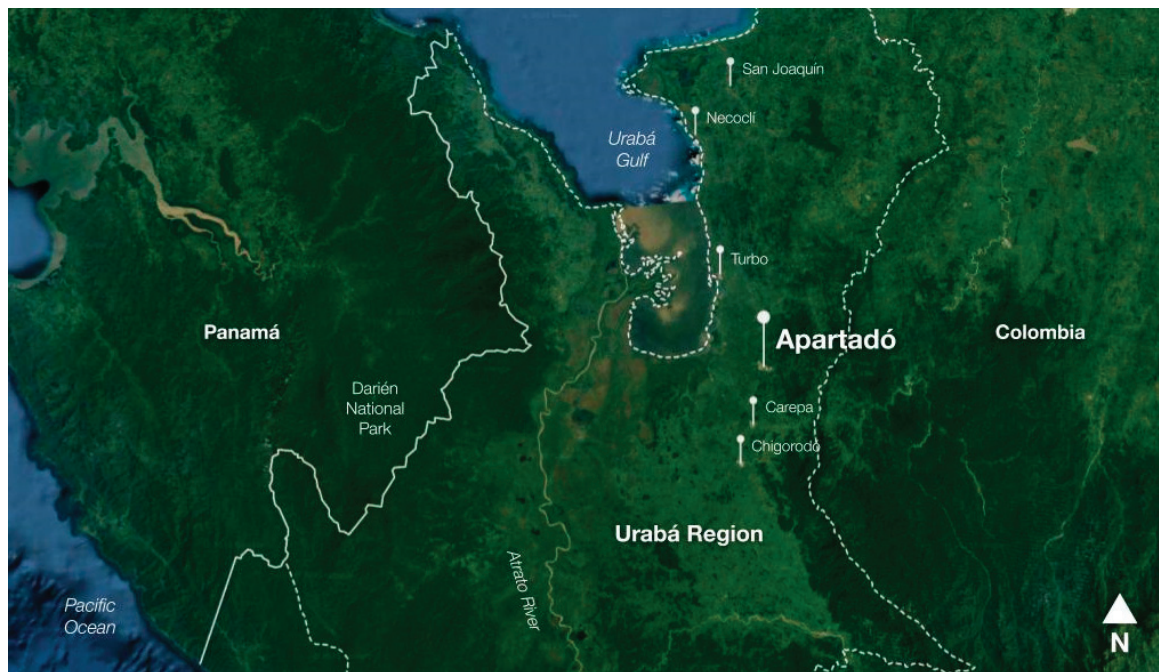 San Joaquín
Necoclí
Urabá
Gulf
Turbo
Panamá
Apartadó
Colombia
Darién
National
Park
Carepa
Chigorodó
Urabá Region
Atrato River
Pacific
Ocean
N